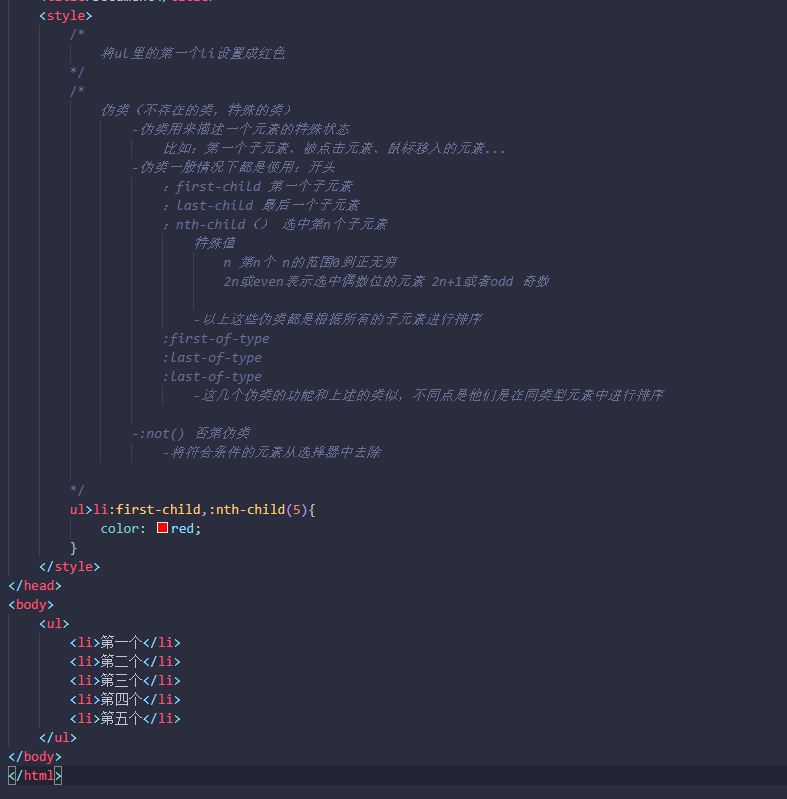 <style>
/*
将ul里的第一个li设置成红色
*/
/*
伪类（不存在的类，特殊的类）
-伪类用来描述一个元素的特殊状态
比如：第一个子元素、被点击元素、鼠标移入的元素...
-伪类一般情况下都是使用：开头
：first-child 第一个子元素
：last-child 最后一个子元素
：nth-child（） 选中第n个子元素
特殊值
n 第n个 n的范围0到正无穷
2n或even表示选中偶数位的元素 2n+1或者odd 奇数
-以上这些伪类都是根据所有的子元素进行排序
:first-of-type
:last-of-type
:last-of-type
-这几个伪类的功能和上述的类似，不同点是他们是在同类型元素中进行排序
-:not() 否第伪类
-将符合条件的元素从选择器中去除
*/
ul>li:first-child,:nth-child(5){
color: red;
}
</style>
</head>
<body>
<ul>
<li>第一个</li>
<li>第二个</li>
<li>第三个</li>
<li>第四个</li>
<li>第五个</li>
</ul>
</body>
</html>